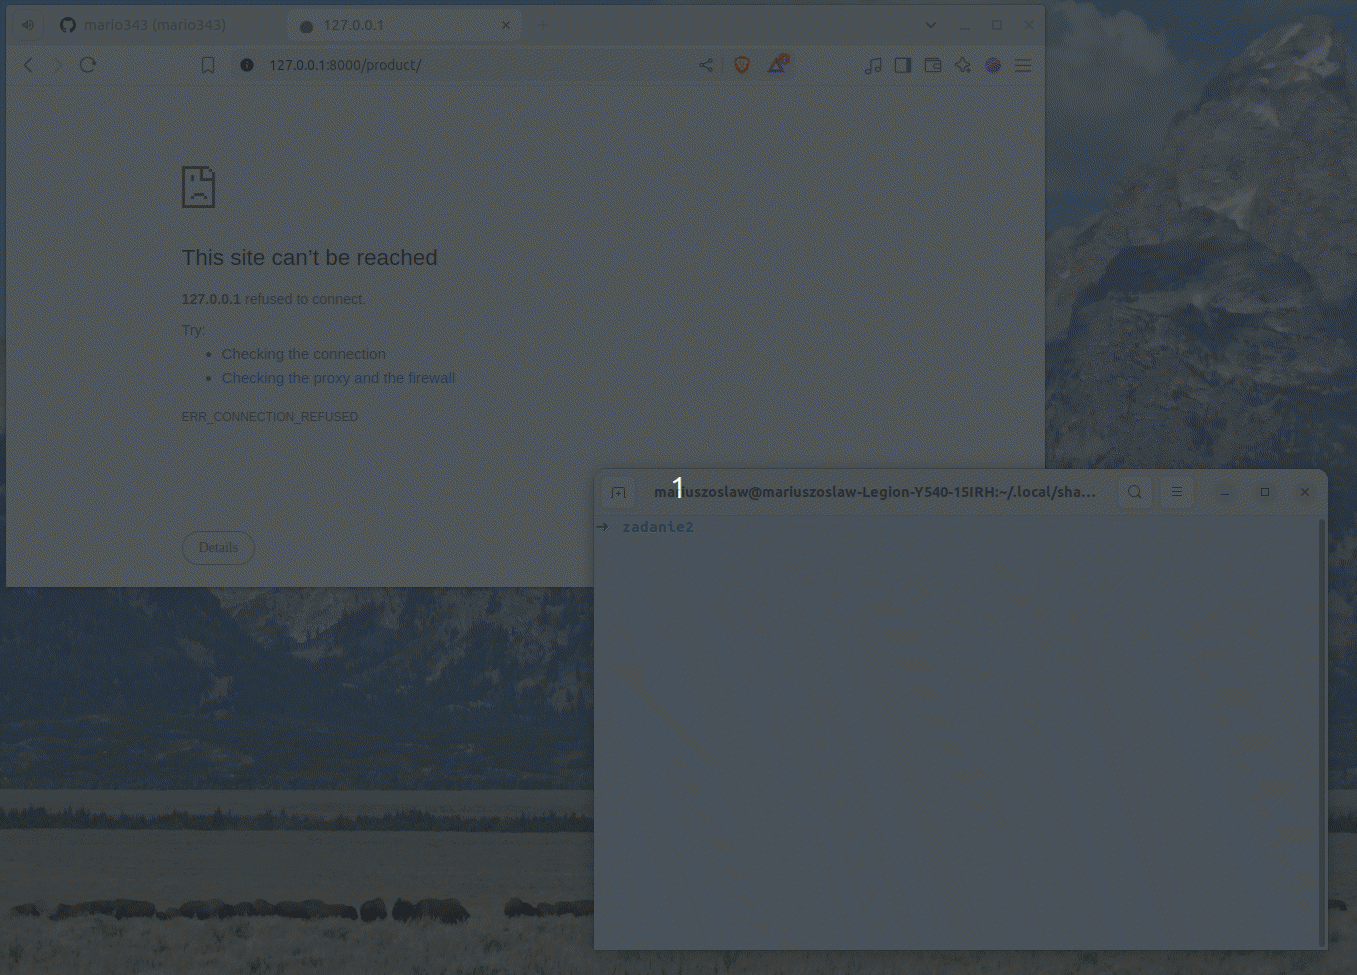 mario343 (mario343)
127.0.0.1
127.0.0.1:8000/product/
This site can’t be reached
127.0.0.1 refused to connect.
Try:
• Checking the connection
• Checking the proxy and the firewall
ERR_CONNECTION_REFUSED
Details
1
mariuszoslaw@mariuszoslaw-Legion-Y540-15IRH:~/.local/sha...
→ zadanie2